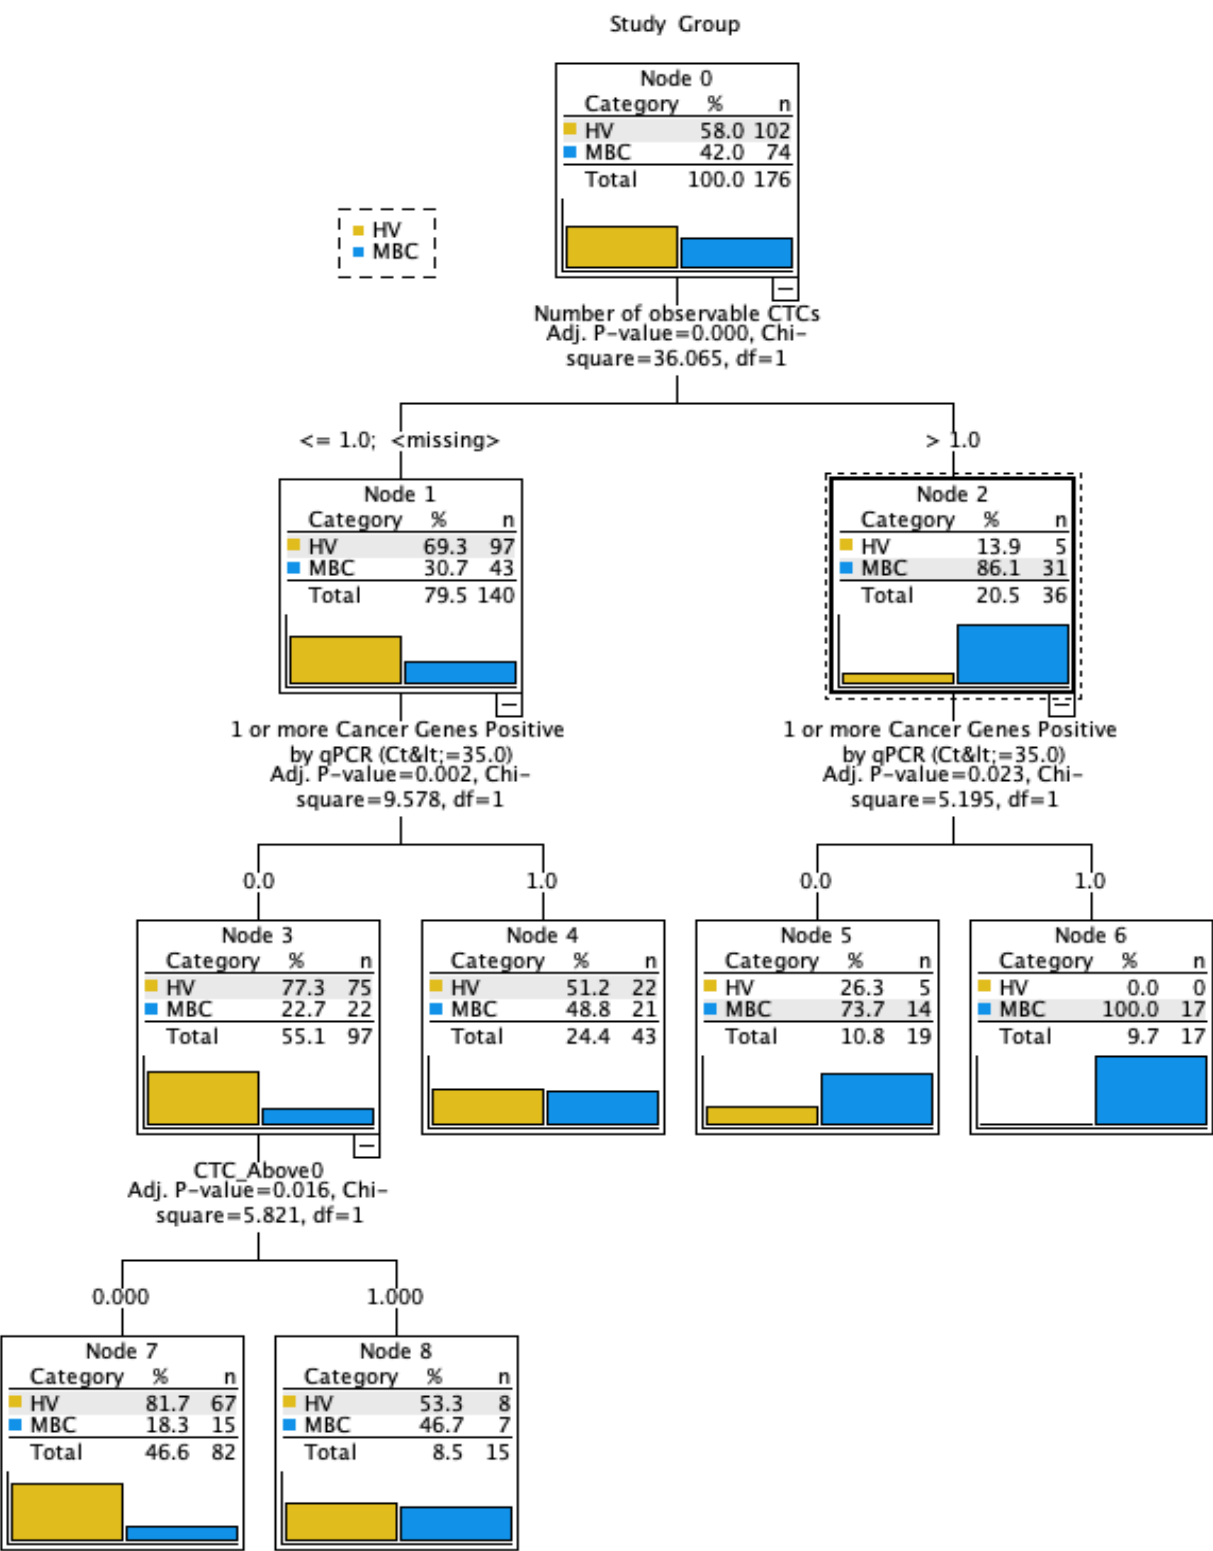 Study Group
Node 0
Category % n
HV 58.0 102
MBC 42.0 74
Total 100.0 176
HV
MBC
Number of observable CTCs
Adj. P-value=0.000, Chi-
square=36.065, df=1
<= 1.0; <missing>
> 1.0
Node 1
Category % n
HV 69.3 97
MBC 30.7 43
Total 79.5 140
Node 2
Category % n
HV 13.9 5
MBC 86.1 31
Total 20.5 36
1 or more Cancer Genes Positive
by qPCR (Ct&lt;=35.0)
Adj. P-value=0.002, Chi-
square=9.578, df=1
1 or more Cancer Genes Positive
by qPCR (Ct&lt;=35.0)
Adj. P-value=0.023, Chi-
square=5.195, df=1
0.0
1.0
0.0
1.0
Node 3
Category % n
HV 77.3 75
MBC 22.7 22
Total 55.1 97
Node 4
Category % n
HV 51.2 22
MBC 48.8 21
Total 24.4 43
Node 5
Category % n
HV 26.3 5
MBC 73.7 14
Total 10.8 19
Node 6
Category % n
HV 0.0 0
MBC 100.0 17
Total 9.7 17
CTC_Above0
Adj. P-value=0.016, Chi-
square=5.821, df=1
0.000
1.000
Node 7
Category % n
HV 81.7 67
MBC 18.3 15
Total 46.6 82
Node 8
Category % n
HV 53.3 8
MBC 46.7 7
Total 8.5 15